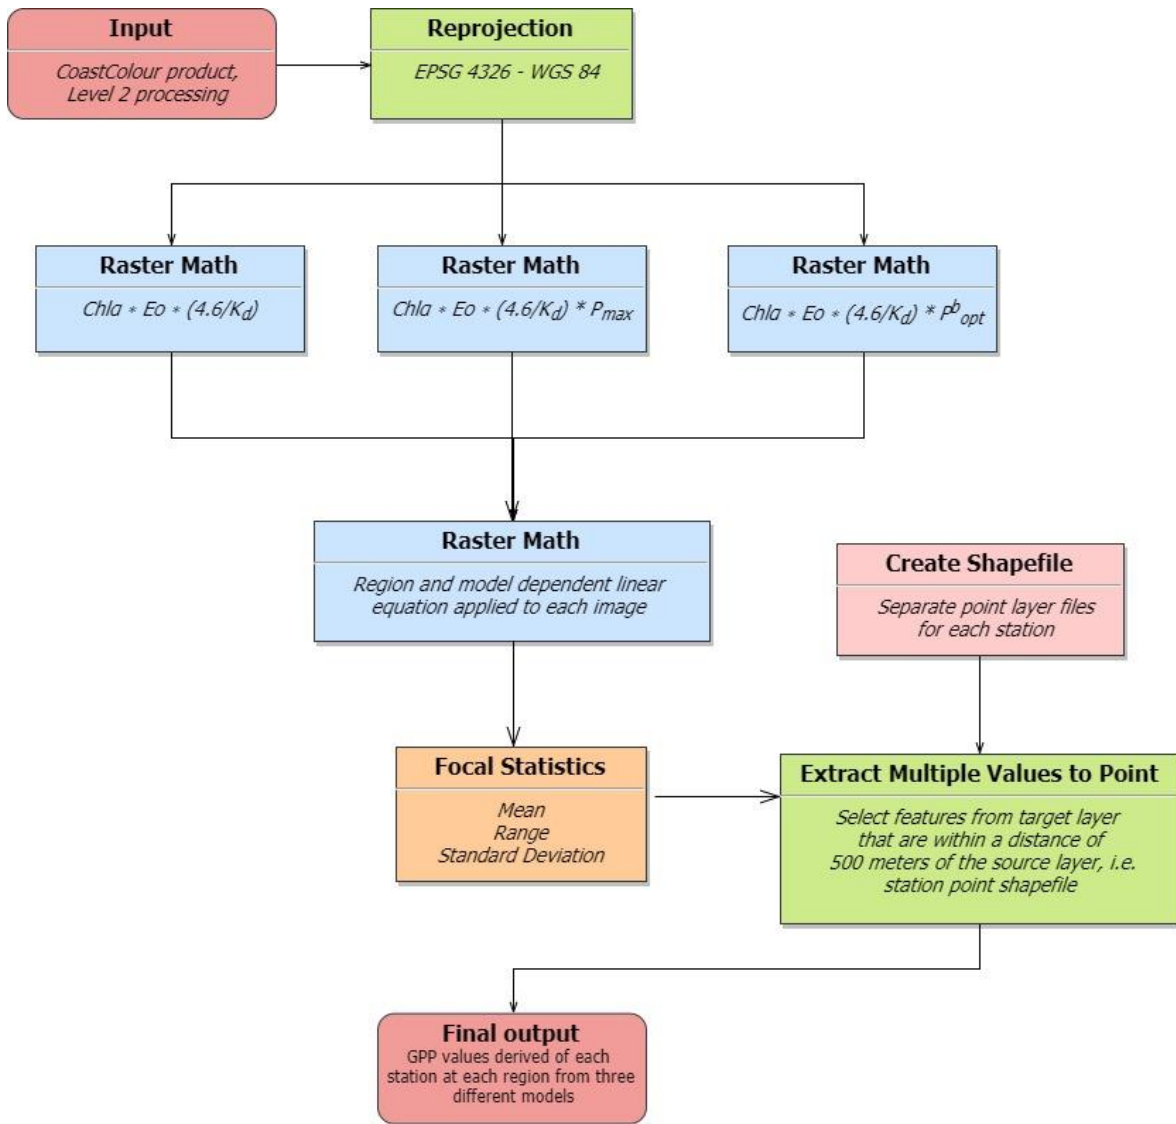 Input
CoastColour product,
Level 2 processing
Reprojection
EPSG 4326 - WGS 84
Raster Math
Chla * Eo * (4.6/Kd)
Raster Math
Chla * Eo * (4.6/Kd) * Pmax
Raster Math
Chla * Eo * (4.6/Kd) * P^b_opt
Raster Math
Region and model dependent linear
equation applied to each image
Create Shapefile
Separate point layer files
for each station
Focal Statistics
Mean
Range
Standard Deviation
Extract Multiple Values to Point
Select features from target layer
that are within a distance of
500 meters of the source layer, i.e.
station point shapefile
Final output
GPP values derived of each
station at each region from three
different models